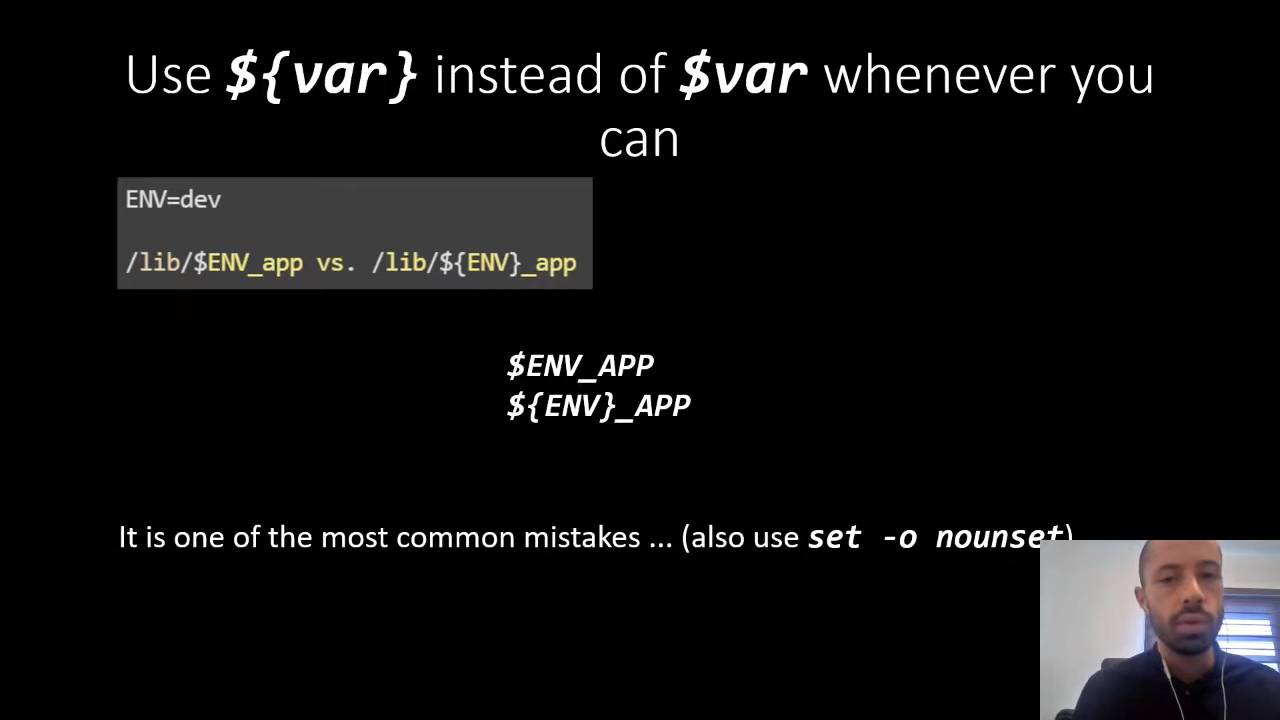 Use ${var} instead of $var whenever you
can
ENV=dev
/lib/$ENV_app vs. /lib/${ENV}_app
$ENV_APP
${ENV}_APP
It is one of the most common mistakes ... (also use set -o nounset)